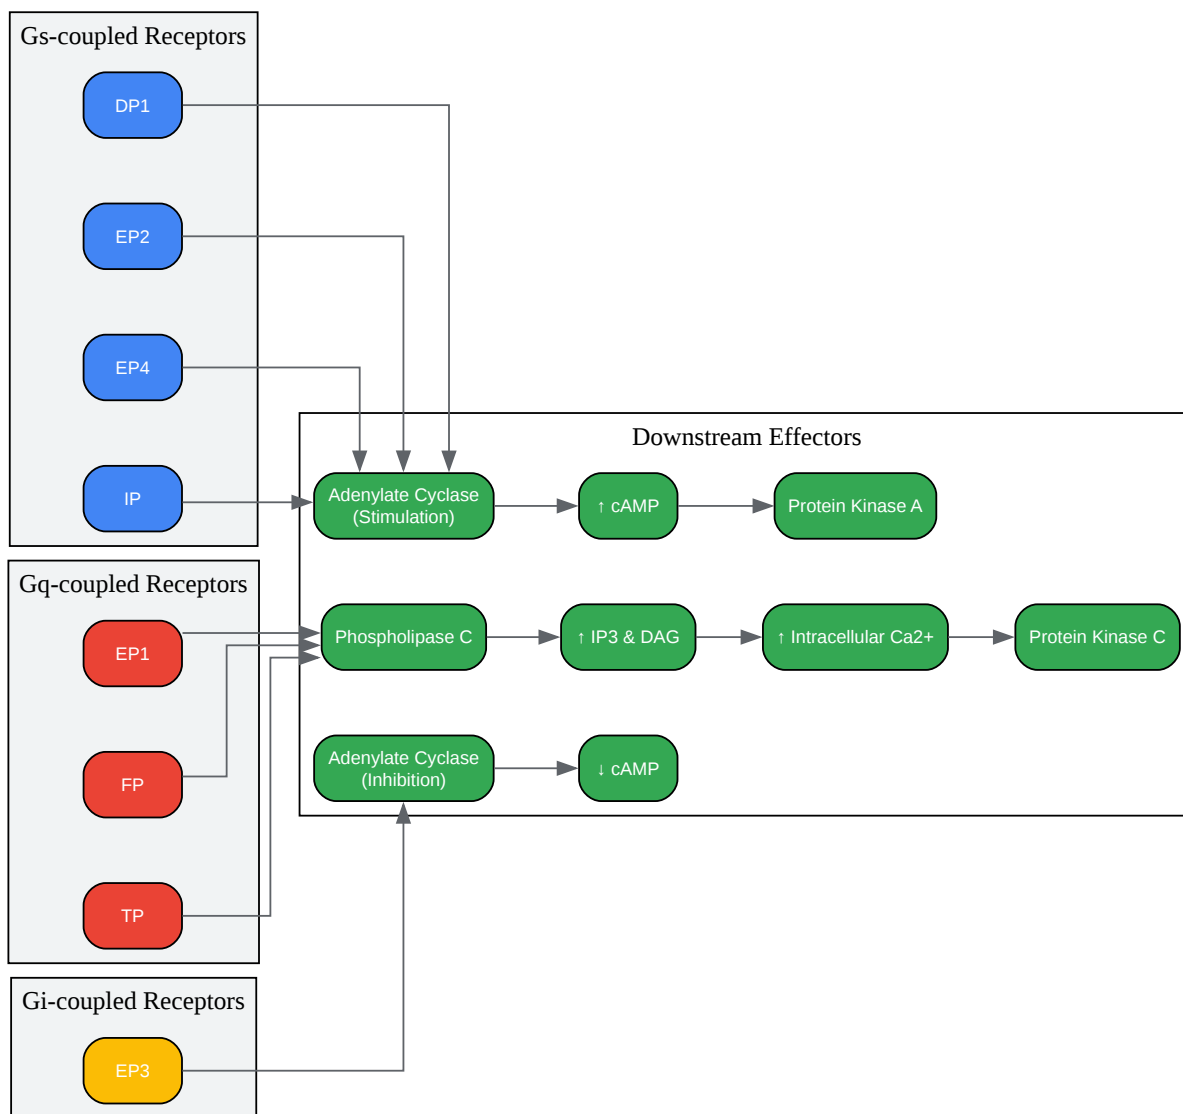 Gs-coupled Receptors
DP1
EP2
EP4
IP
Downstream Effectors
Adenylate Cyclase
(Stimulation)
↑ cAMP
Protein Kinase A
Gq-coupled Receptors
EP1
FP
TP
Phospholipase C
↑ IP3 & DAG
↑ Intracellular Ca2+
Protein Kinase C
Adenylate Cyclase
(Inhibition)
↓ cAMP
Gi-coupled Receptors
EP3